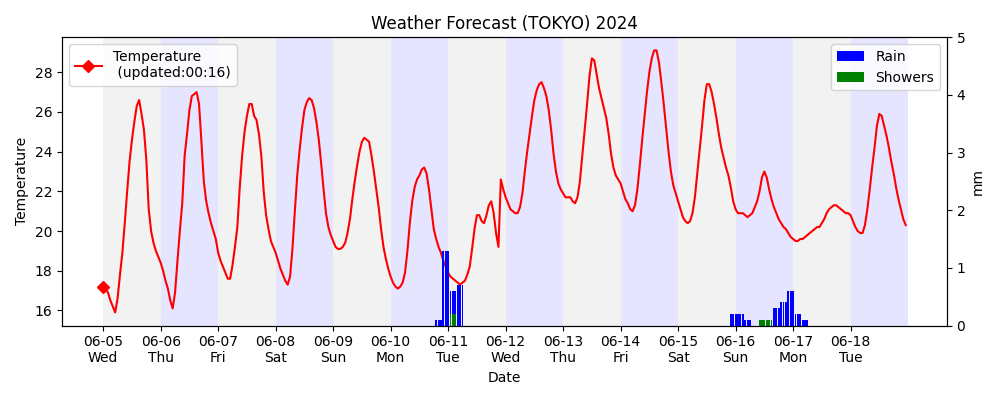 Weather Forecast (TOKYO) 2024
Temperature
(updated:00:16)
Rain
Showers
Temperature
28
26
24
22
20
18
16
5
4
3
2
1
0
mm
06-05 06-06 06-07 06-08 06-09 06-10 06-11 06-12 06-13 06-14 06-15 06-16 06-17 06-18
Wed Thu Fri Sat Sun Mon Tue Wed Thu Fri Sat Sun Mon Tue
Date